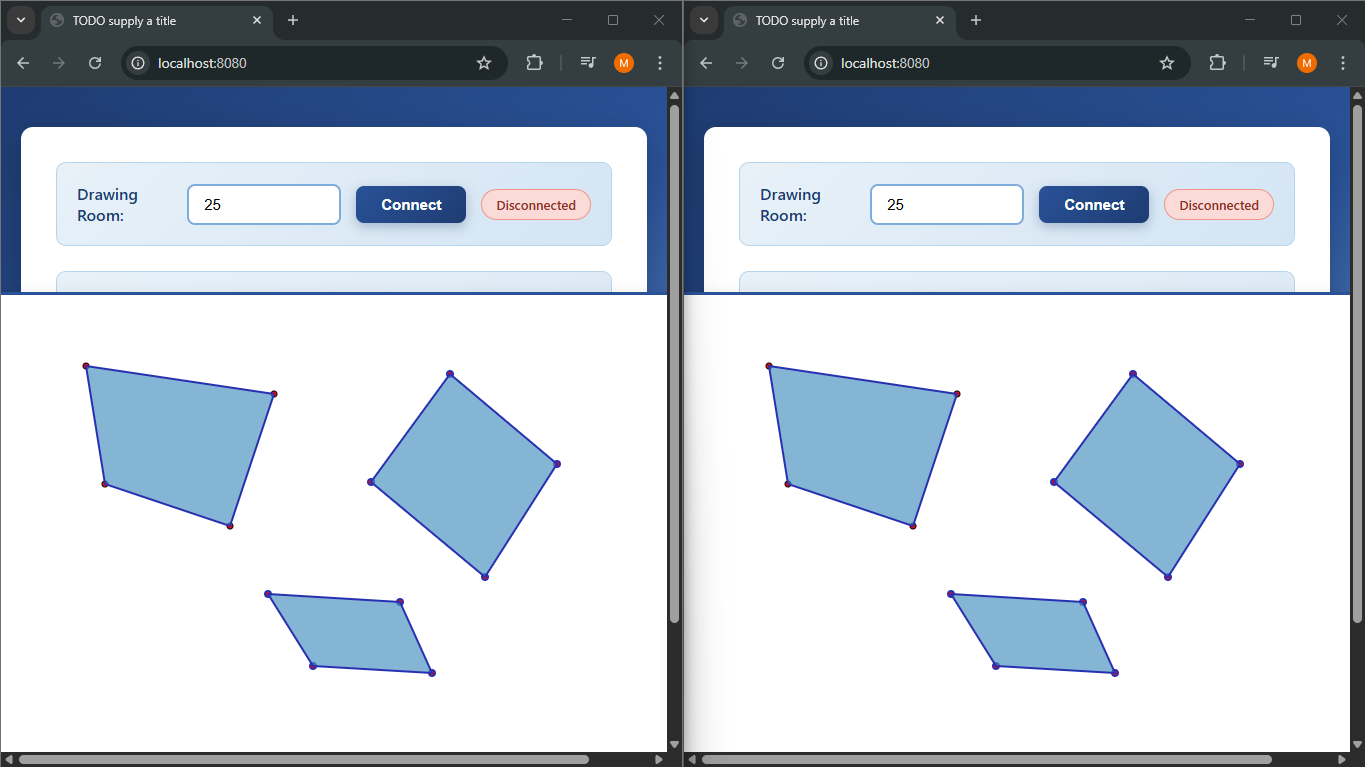 TODO supply a title
localhost:8080
M
Drawing
Room:
25
Connect
Disconnected
TODO supply a title
localhost:8080
M
Drawing
Room:
25
Connect
Disconnected